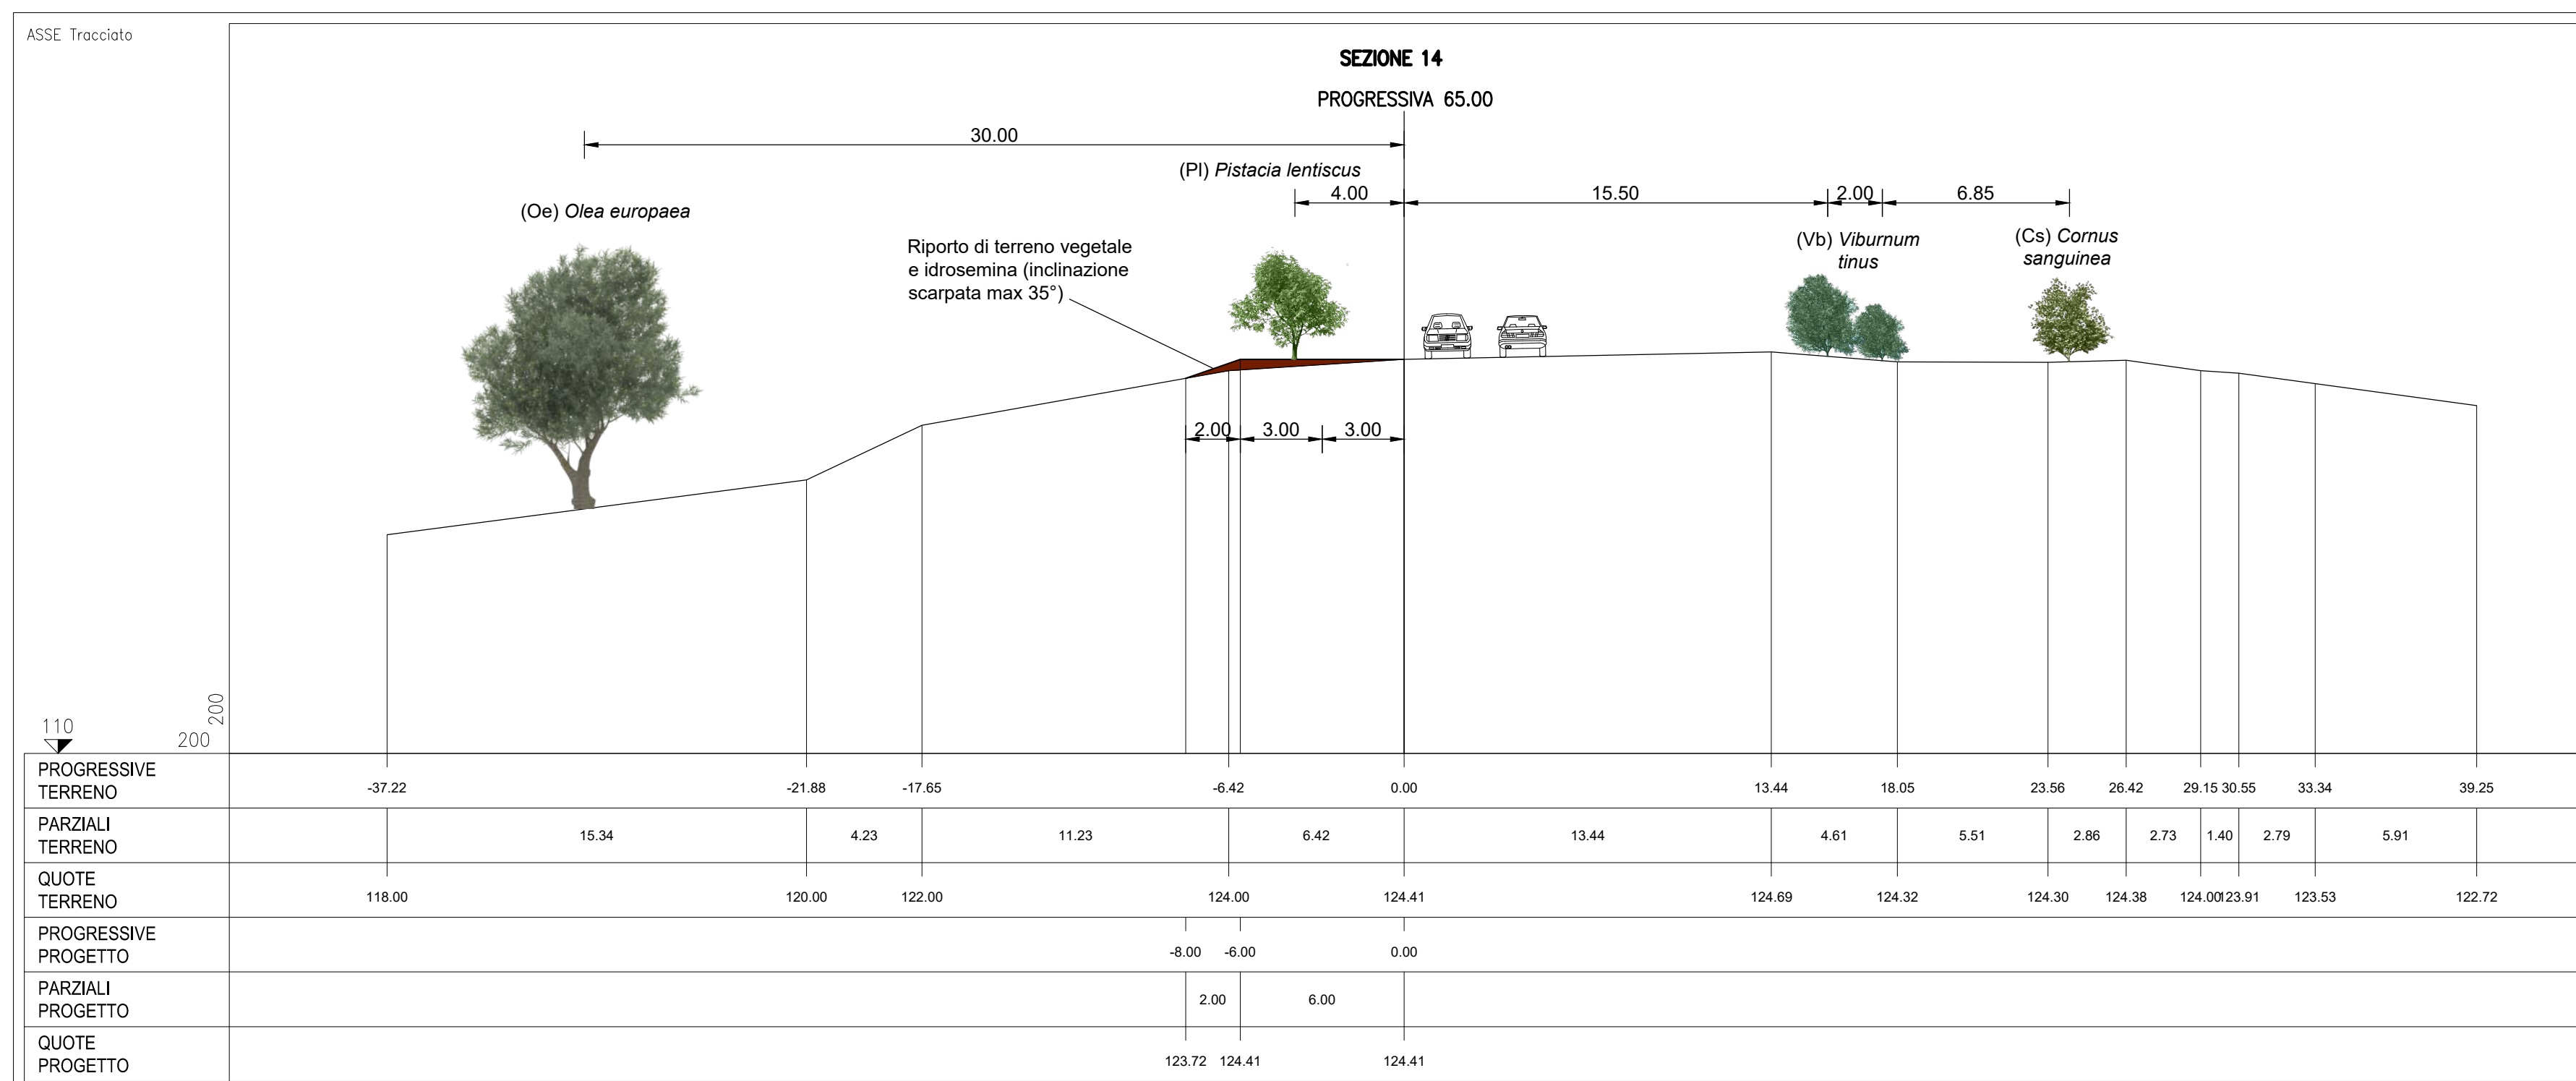 ASSE Tracciato
SEZIONE 14
PROGRESSIVA 65.00
30.00
(Pl) Pistacia lentiscus
4.00
15.50
2.00
6.85
(Oe) Olea europaea
Riporto di terreno vegetale
e idrosemina (inclinazione
scarpata max 35°)
(Vb) Viburnum
tinus
(Cs) Cornus
sanguinea
2.00
3.00
3.00
200
110
200
PROGRESSIVE
TERRENO
-37.22 -21.88 -17.65 -6.42 0.00 13.44 18.05 23.56 26.42 29.15 30.55 33.34 39.25
PARZIALI
TERRENO
15.34 4.23 11.23 6.42 13.44 4.61 5.51 2.86 2.73 1.40 2.79 5.91
QUOTE
TERRENO
118.00 120.00 122.00 124.00 124.41 124.69 124.32 124.30 124.38 124.00 123.91 123.53 122.72
PROGRESSIVE
PROGETTO
-8.00 -6.00 0.00
PARZIALI
PROGETTO
2.00 6.00
QUOTE
PROGETTO
123.72 124.41 124.41